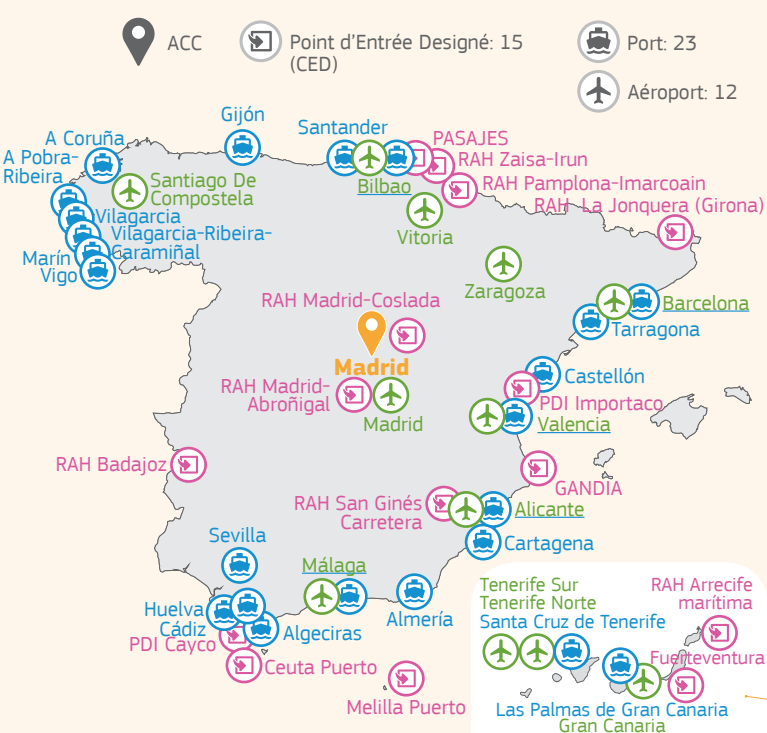 ACC
Point d'Entrée Designé: 15
(CED)
Port: 23
Aéroport: 12
Gijón
Santander
A Coruña
PASAJES
A Pobra-
Ribeira
RAH Zaisa-Irun
Santiago De
Compostela
Bilbao
RAH Pamplona-Imarcoain
RAH La Jonquera (Girona)
Vilagarcia
Vilagarcia-Ribeira-
Caramiñal
Vitoria
Marín
Vigo
Zaragoza
RAH Madrid-Coslada
Barcelona
Tarragona
Madrid
RAH Madrid-
Abroñigal
Madrid
Castellón
PDI Importaco
Valencia
RAH Badajoz
GANDIA
RAH San Ginés
Carretera
Alicante
Cartagena
Sevilla
Málaga
Huelva
Cádiz
PDI Cayco
Algeciras
Almería
Ceuta Puerto
Melilla Puerto
Tenerife Sur
Tenerife Norte
Santa Cruz de Tenerife
RAH Arrecife
marítima
Fuerteventura
Las Palmas de Gran Canaria
Gran Canaria